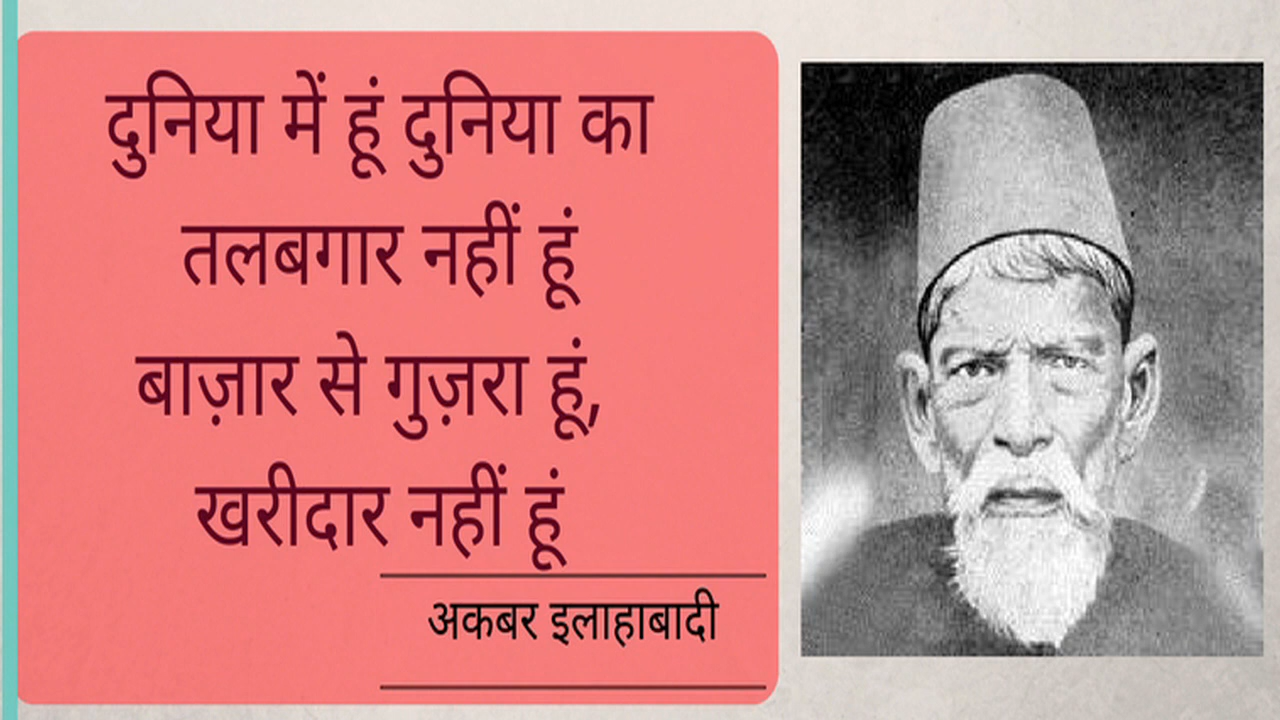 दुनिया में हूं दुनिया का
तलबगार नहीं हूं
बाज़ार से गुज़रा हूं,
खरीदार नहीं हूं
अकबर इलाहाबादी